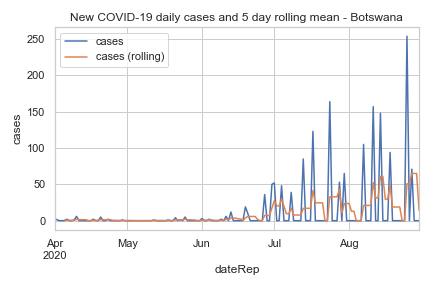 New COVID-19 daily cases and 5 day rolling mean - Botswana
cases
cases (rolling)
250
200
150
100
50
0
cases
Apr
2020
May
Jun
Jul
Aug
dateRep